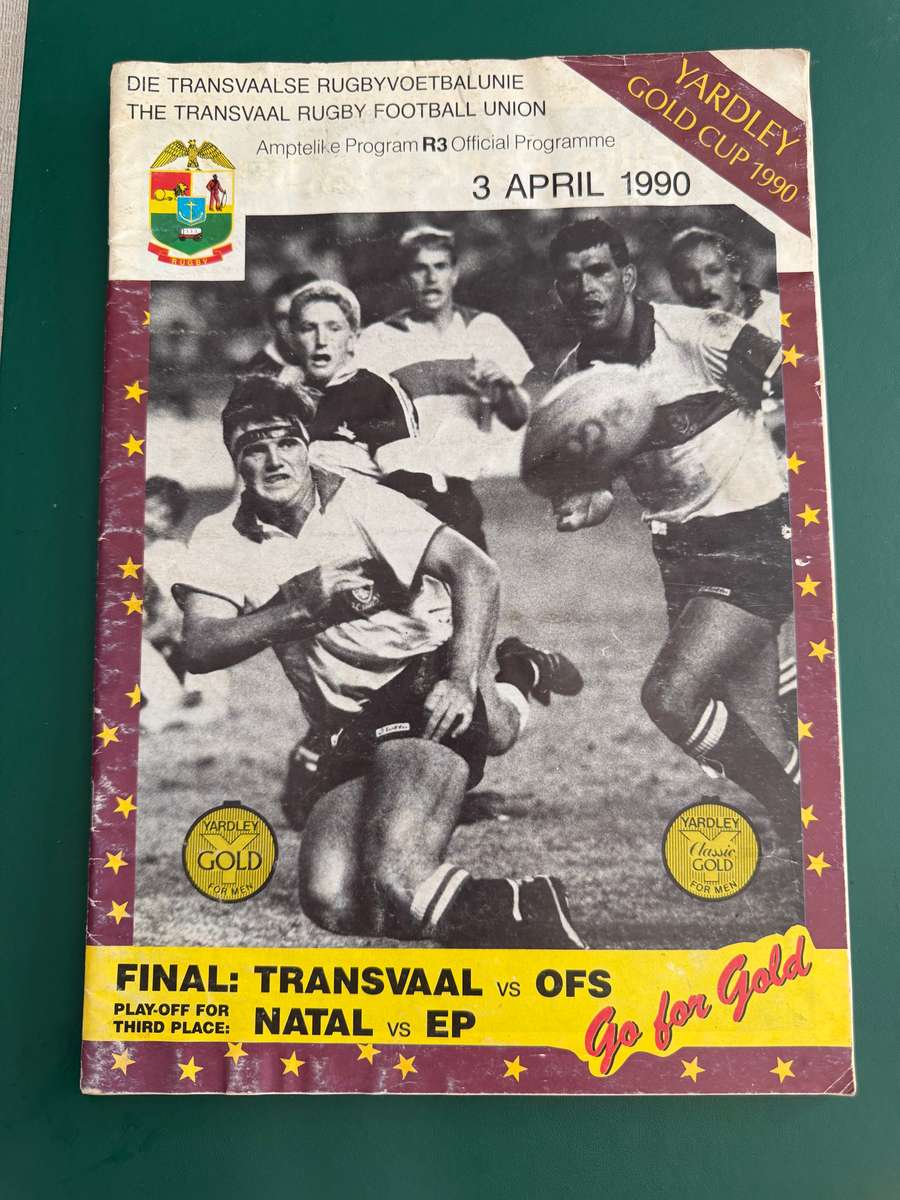 DIE TRANSVAALSE RUGBYVOETBALUNIE
THE TRANSVAAL RUGBY FOOTBALL UNION
Amptelike Program R3 Official Programme
3 APRIL 1990
YARDLEY
GOLD CUP 1990
RUGBY
YARDLEY
GOLD
FOR MEN
YARDLEY
Classic
GOLD
FOR MEN
FINAL: TRANSVAAL VS OFS
PLAY-OFF FOR
THIRD PLACE: NATAL VS EP
Go for Gold